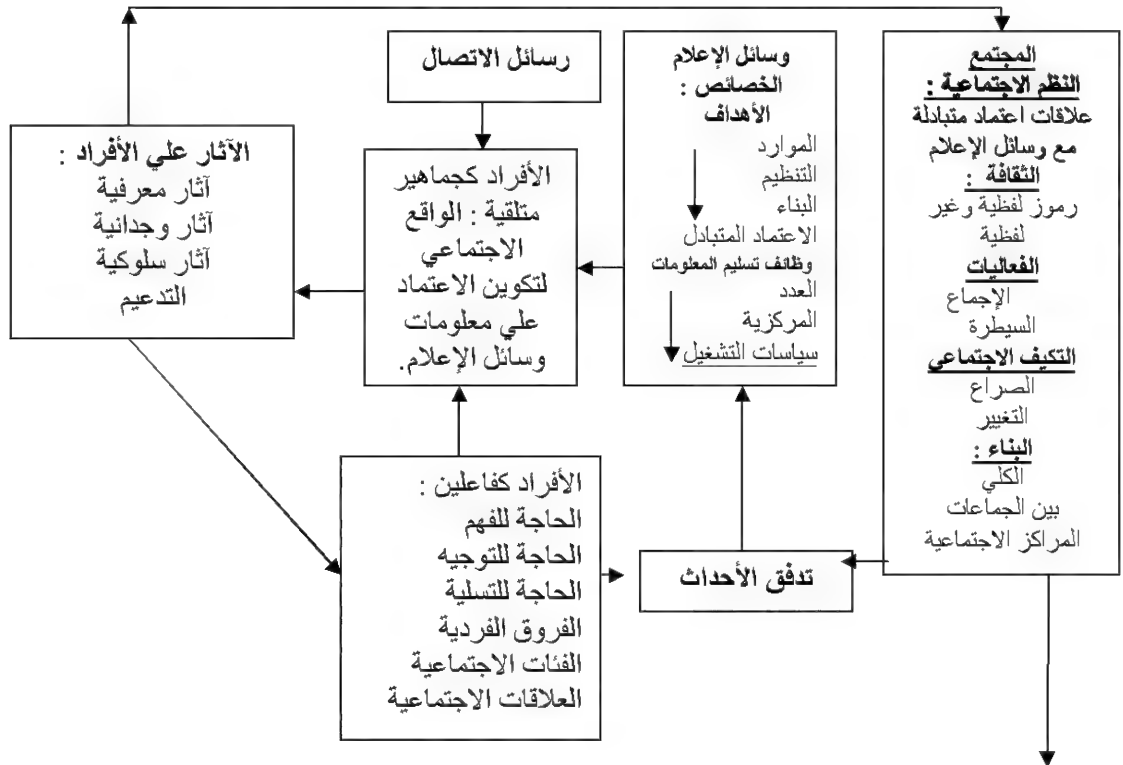 المجتمع
النظم الاجتماعية :
علاقات اعتماد متبادلة
مع وسائل الإعلام
الثقافة :
رموز لفظية وغير
لفظية
الفعاليات
الإجماع
السيطرة
التكيف الاجتماعي
الصراع
التغيير
البناء :
الكلي
بين الجماعات
المراكز الاجتماعية
وسائل الإعلام
الخصائص :
الأهداف
الموارد
التنظيم
البناء
الاعتماد المتبادل
وظائف تسليم المعلومات
العدد
المركزية
سياسات التشغيل
رسائل الاتصال
الأفراد كجماهير
متلقية : الواقع
الاجتماعي
لتكوين الاعتماد
علي معلومات
وسائل الإعلام.
الآثار علي الأفراد :
آثار معرفية
آثار وجدانية
آثار سلوكية
التدعيم
الأفراد كفاعلين :
الحاجة للفهم
الحاجة للتوجيه
الحاجة للتسلية
الفروق الفردية
الفئات الاجتماعية
العلاقات الاجتماعية
تدفق الأحداث